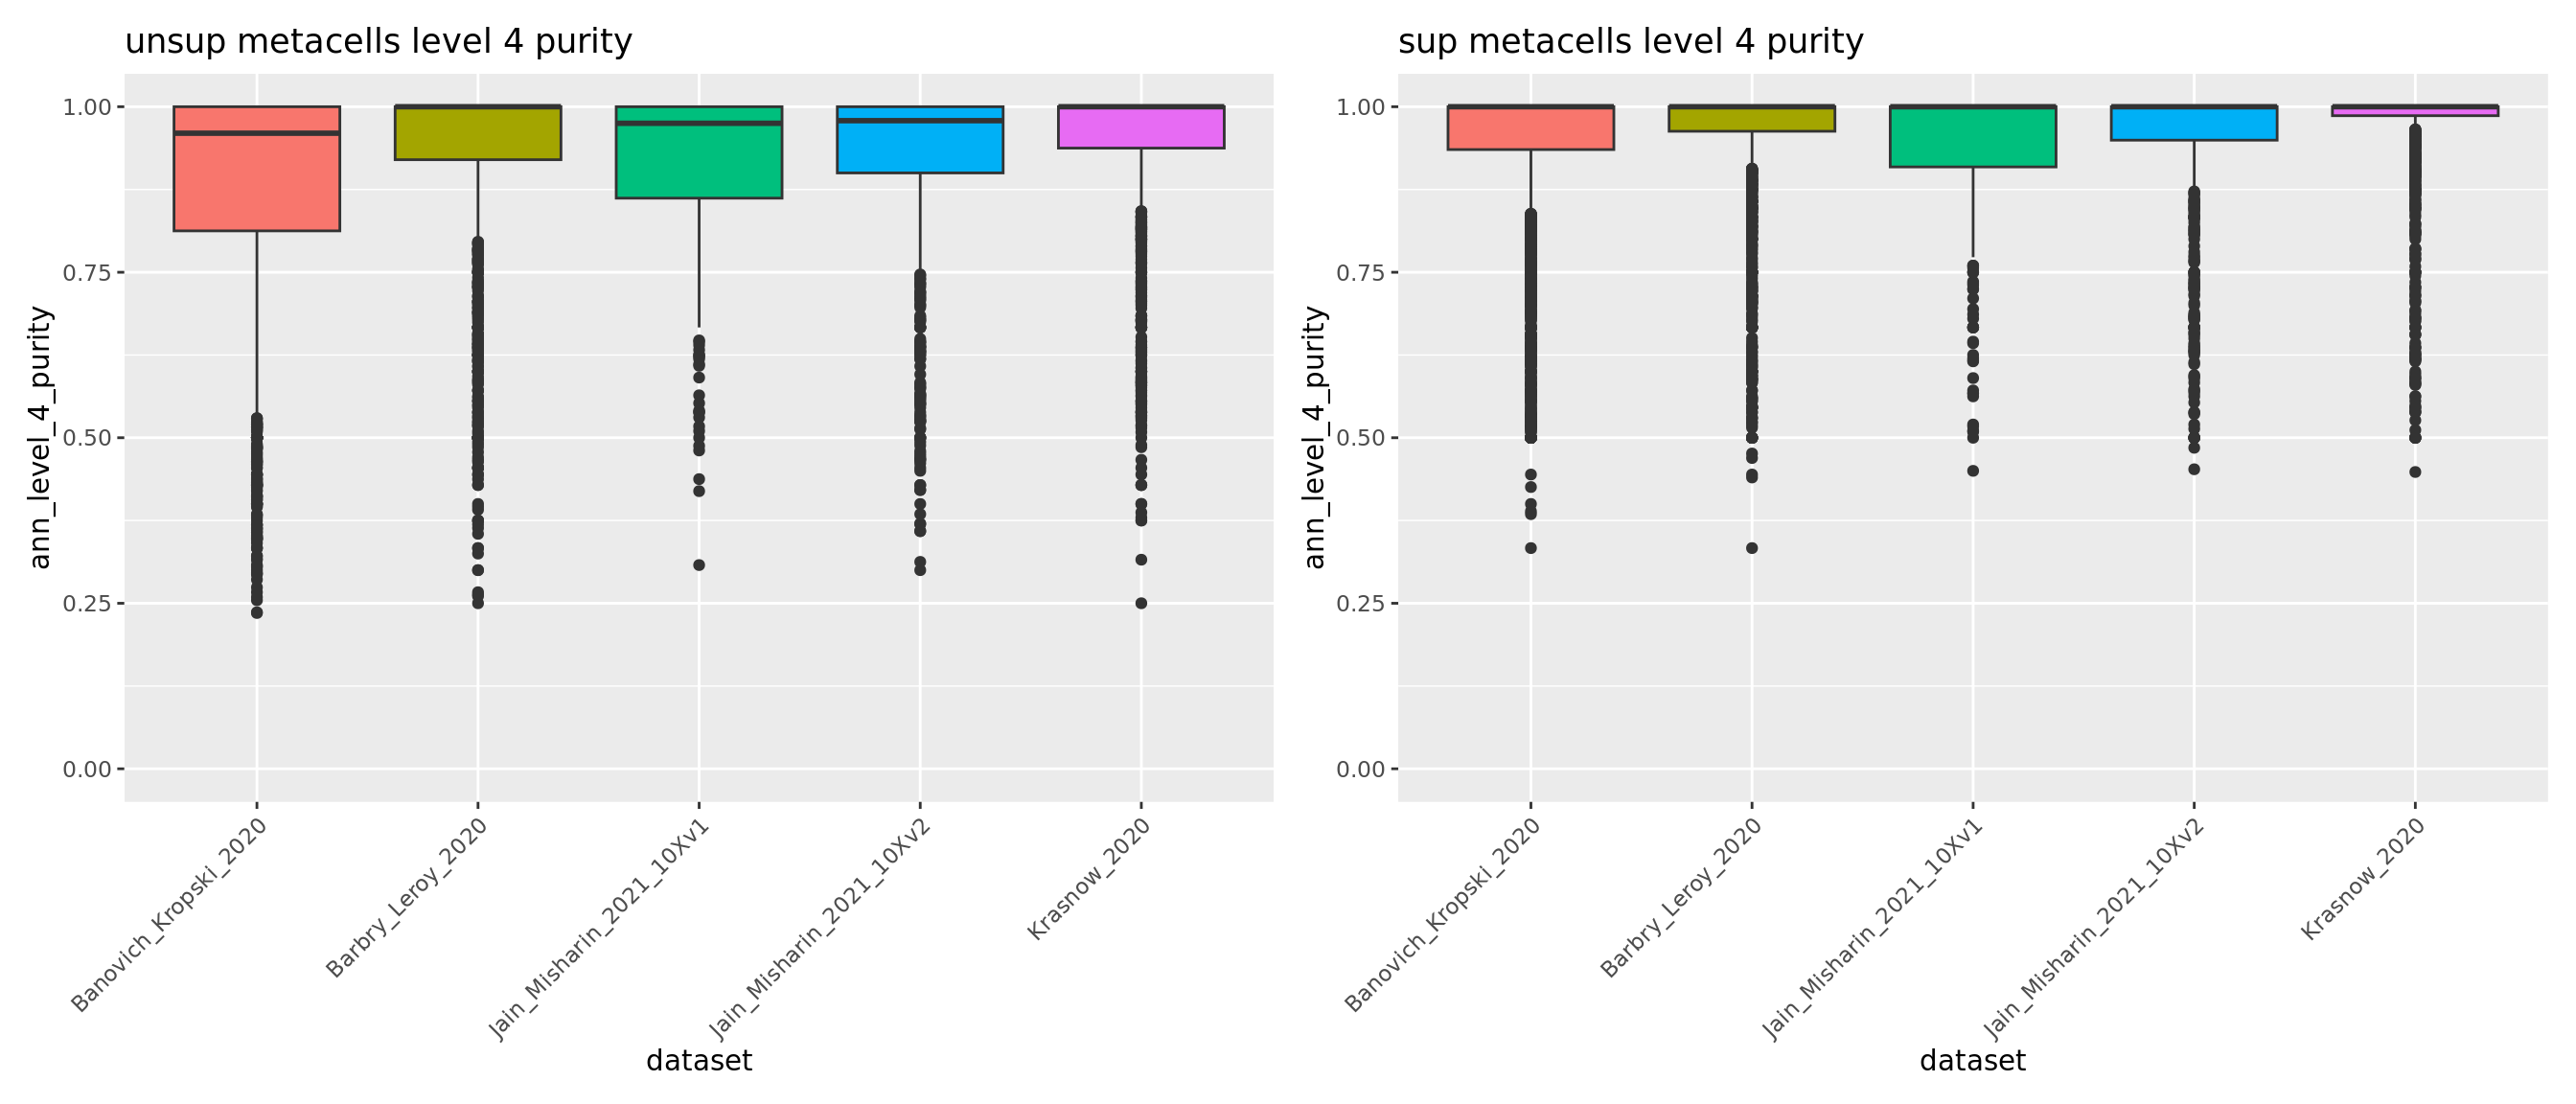 unsup metacells level 4 purity
ann_level_4_purity
1.00
0.75
0.50
0.25
0.00
Banovich_Kropski_2020
Barbry_Leroy_2020
Jain_Misharin_2021_10Xv1
Jain_Misharin_2021_10Xv2
Krasnow_2020
dataset
sup metacells level 4 purity
ann_level_4_purity
1.00
0.75
0.50
0.25
0.00
Banovich_Kropski_2020
Barbry_Leroy_2020
Jain_Misharin_2021_10Xv1
Jain_Misharin_2021_10Xv2
Krasnow_2020
dataset